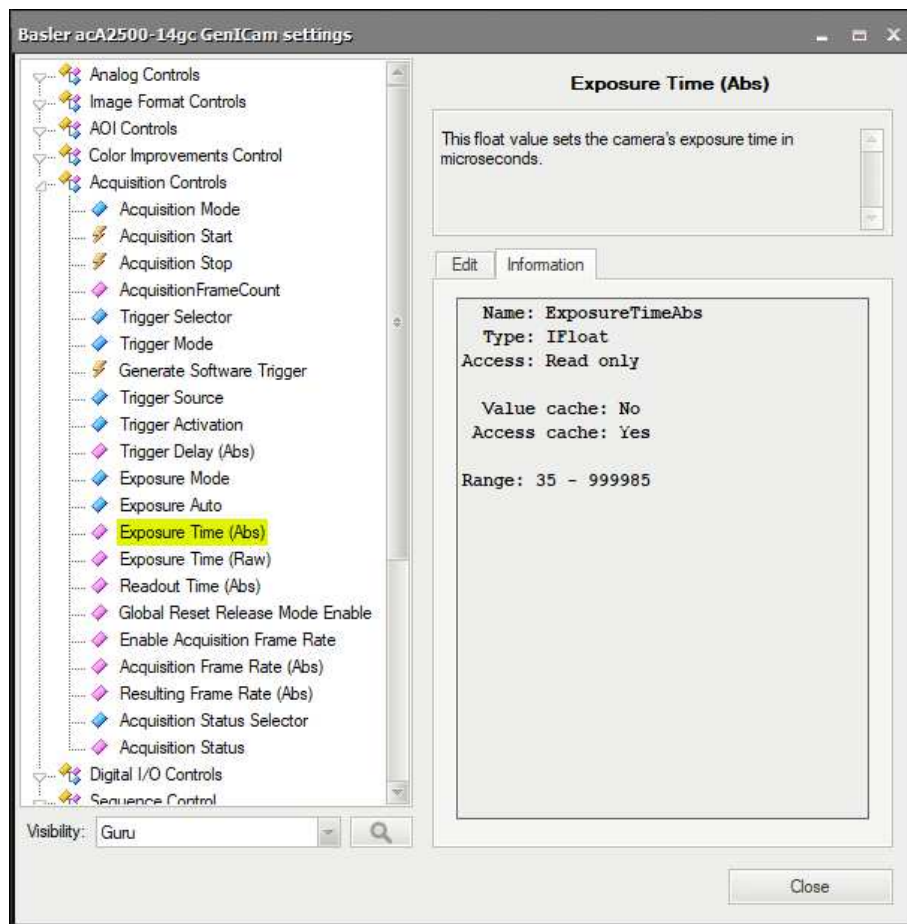 Basler acA2500-14gc GenICam settings
Analog Controls
Image Format Controls
AOI Controls
Color Improvements Control
Acquisition Controls
Acquisition Mode
Acquisition Start
Acquisition Stop
AcquisitionFrameCount
Trigger Selector
Trigger Mode
Generate Software Trigger
Trigger Source
Trigger Activation
Trigger Delay (Abs)
Exposure Mode
Exposure Auto
Exposure Time (Abs)
Exposure Time (Raw)
Readout Time (Abs)
Global Reset Release Mode Enable
Enable Acquisition Frame Rate
Acquisition Frame Rate (Abs)
Resulting Frame Rate (Abs)
Acquisition Status Selector
Acquisition Status
Digital I/O Controls
Sequence Control
Visibility: Guru
Exposure Time (Abs)
This float value sets the camera's exposure time in
microseconds.
Edit Information
Name: ExposureTimeAbs
Type: IFloat
Access: Read only
Value cache: No
Access cache: Yes
Range: 35 - 999985
Close